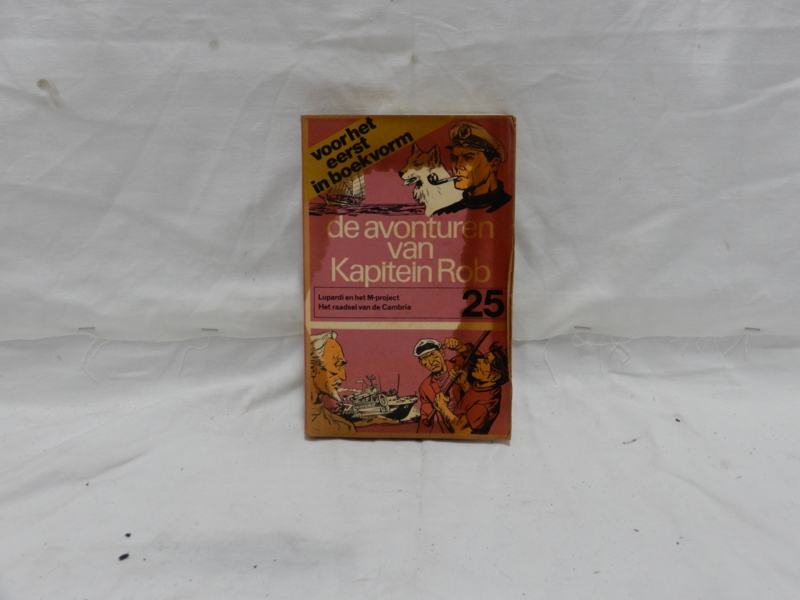 voor het
eerst
in boekvorm
de avonturen
van
Kapitein Rob
Lupardi en het M-project
Het raadsel van de Cambria
25